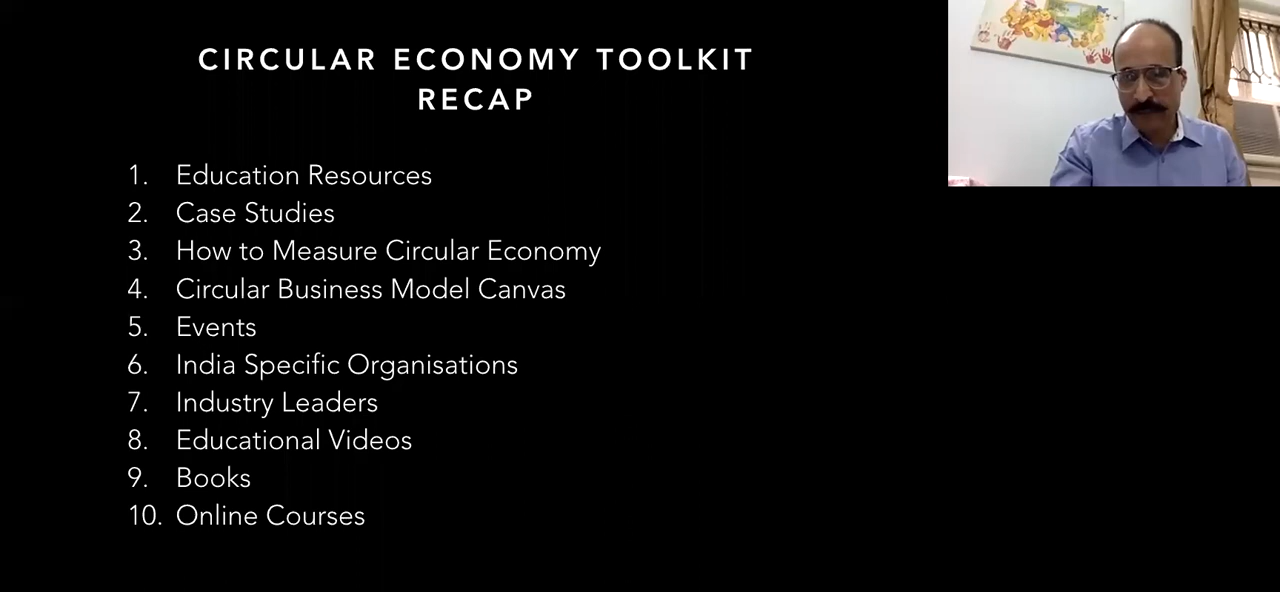 CIRCULAR ECONOMY TOOLKIT
RECAP
1. Education Resources
2. Case Studies
3. How to Measure Circular Economy
4. Circular Business Model Canvas
5. Events
6. India Specific Organisations
7. Industry Leaders
8. Educational Videos
9. Books
10. Online Courses